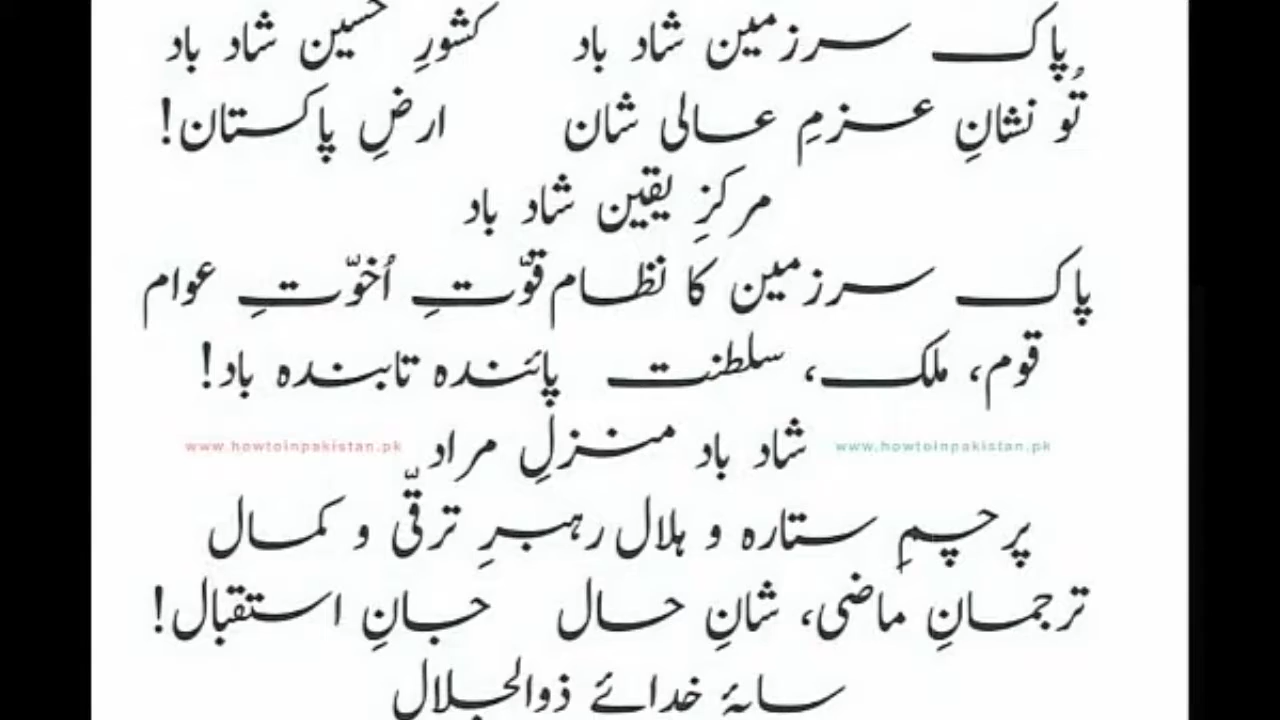 پاک سرزمین شاد باد کشورِ حسین شاد باد
تُو نشانِ عزمِ عالی شان ارضِ پاکستان!
مرکزِ یقین شاد باد
پاک سرزمین کا نظام قوّتِ اُخوّتِ عوام
قوم، ملک، سلطنت پائندہ تابندہ باد!
شاد باد منزلِ مراد
www.howtoinpakistan.pk www.howtoinpakistan.pk
پرچمِ ستارہ و ہلال رہبرِ ترقّی و کمال
ترجمانِ ماضی، شانِ حال جانِ استقبال!
سایۂ خدائے ذوالجلال